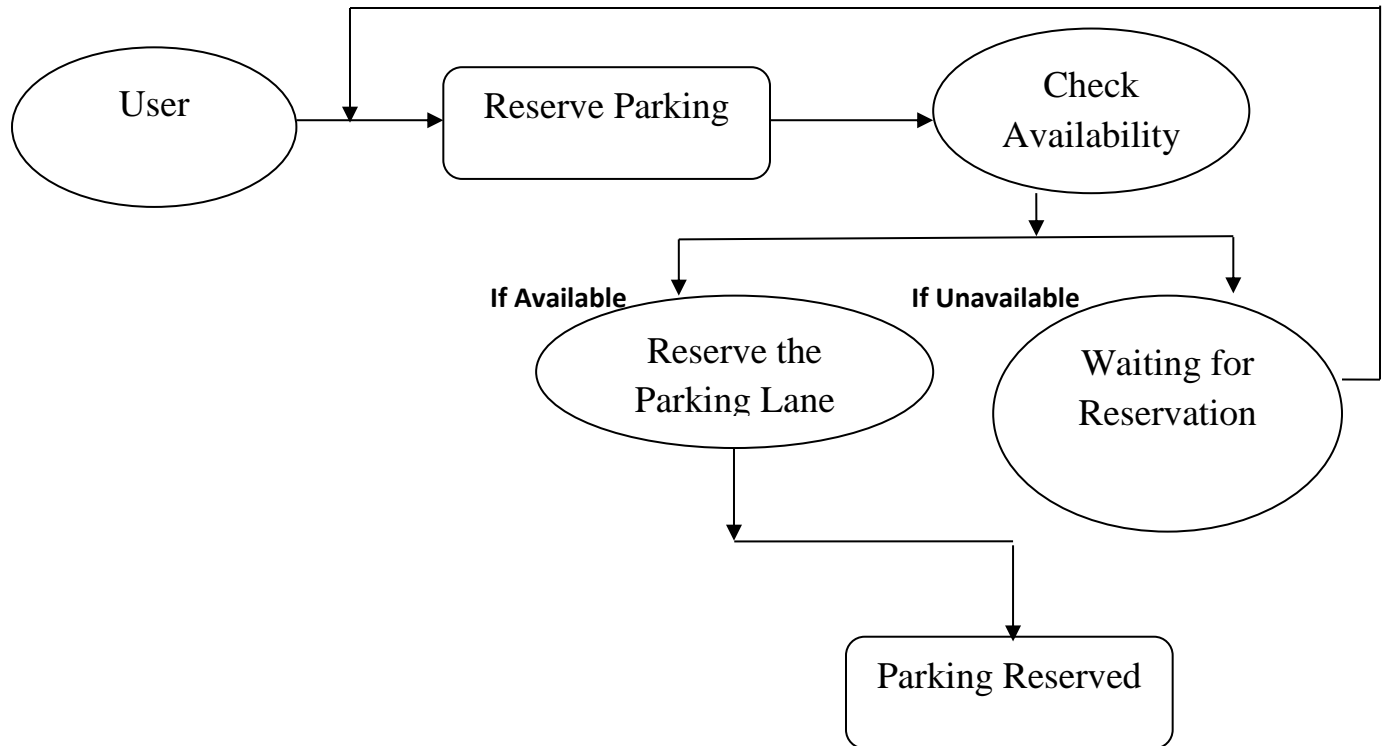 User
Reserve Parking
Check
Availability
If Available
If Unavailable
Reserve the
Parking Lane
Waiting for
Reservation
Parking Reserved